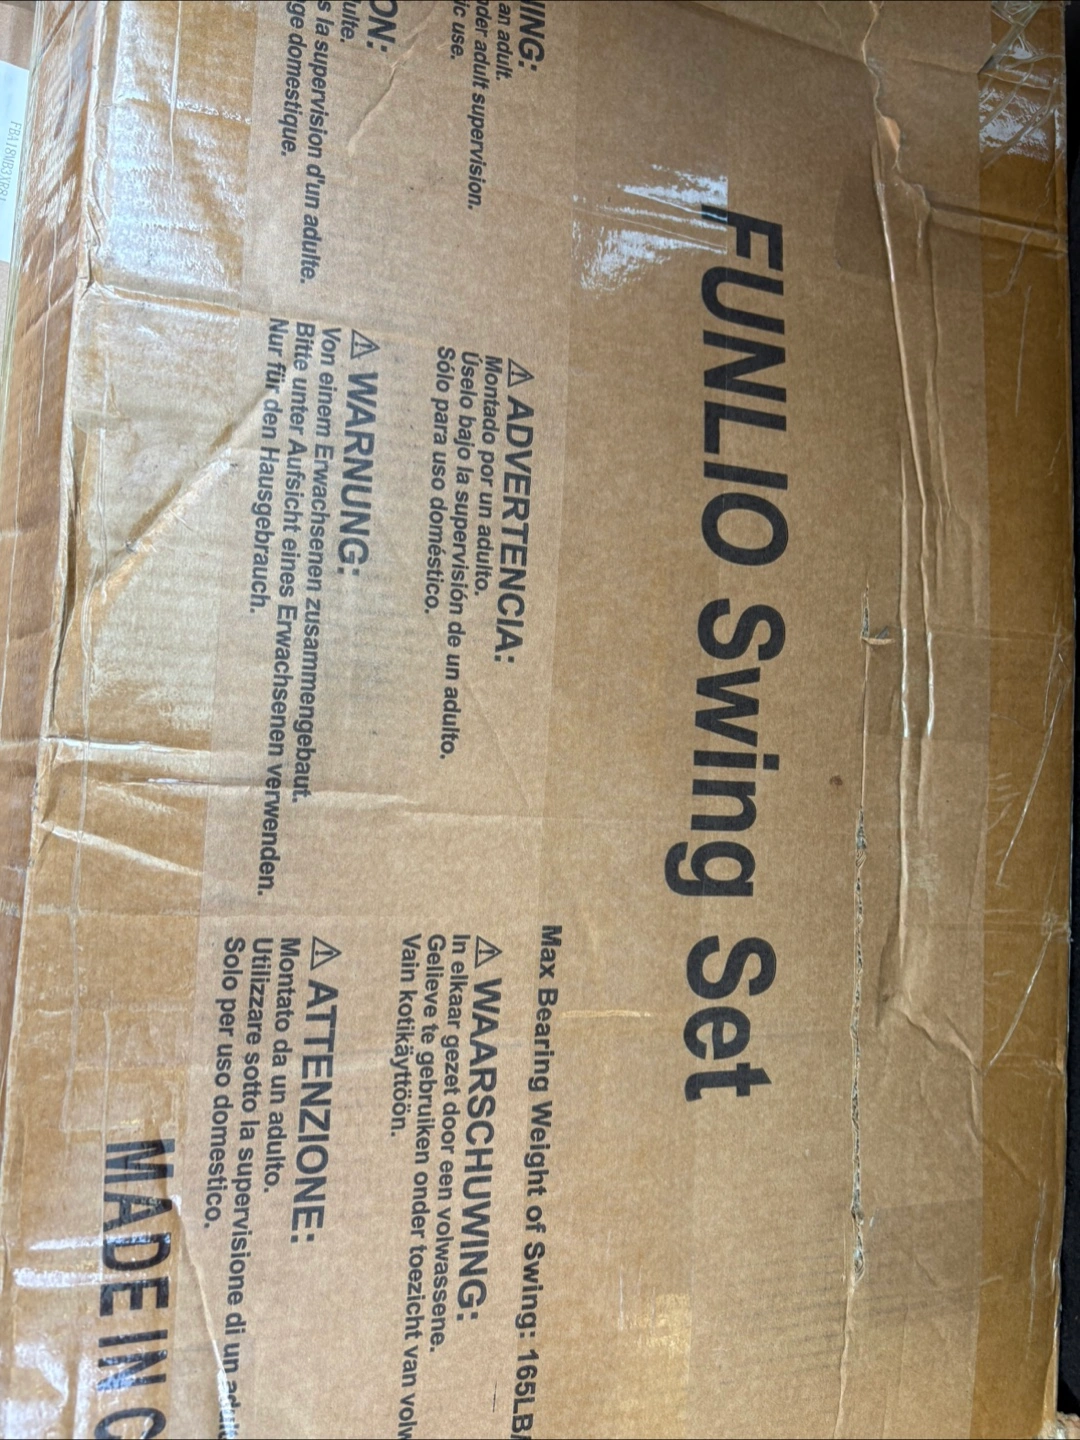 FUNLIO Swing Set
Max Bearing Weight of Swing: 165LB/
ING:
an adult.
der adult supervision.
ic use.
⚠ ADVERTENCIA:
Montado por un adulto.
Úselo bajo la supervisión de un adulto.
Sólo para uso doméstico.
⚠ WAARSCHUWING:
In elkaar gezet door een volwassene.
Gelieve te gebruiken onder toezicht van volw
Vain kotikäyttöön.
ON:
ulte.
s la supervision d'un adulte.
ge domestique.
⚠ WARNUNG:
Von einem Erwachsenen zusammengebaut.
Bitte unter Aufsicht eines Erwachsenen verwenden.
Nur für den Hausgebrauch.
⚠ ATTENZIONE:
Montato da un adulto.
Utilizzare sotto la supervisione di un adult
Solo per uso domestico.
MADE IN C